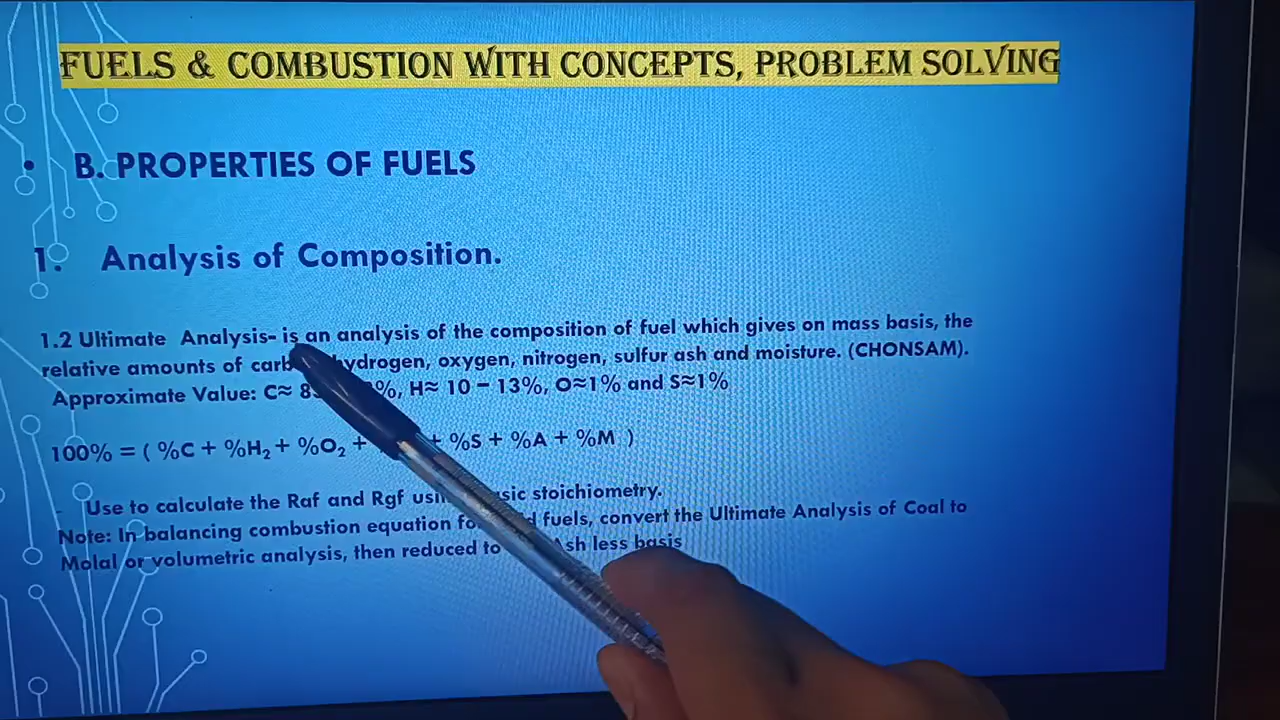 FUELS & COMBUSTION WITH CONCEPTS, PROBLEM SOLVING
• B. PROPERTIES OF FUELS
1. Analysis of Composition.
1.2 Ultimate Analysis- is an analysis of the composition of fuel which gives on mass basis, the
relative amounts of hydrogen, oxygen, nitrogen, sulfur ash and moisture. (CHONSAM).
Approximate Value: C≈ %, H≈ 10 – 13%, O≈1% and S≈1%
100% = ( %C + %H₂ + %O₂ + + %S + %A + %M )
- Use to calculate the Raf and Rgf stoichiometry.
Note: In balancing combustion equation fuels, convert the Ultimate Analysis of Coal to
Molal or volumetric analysis, then reduced to less basis